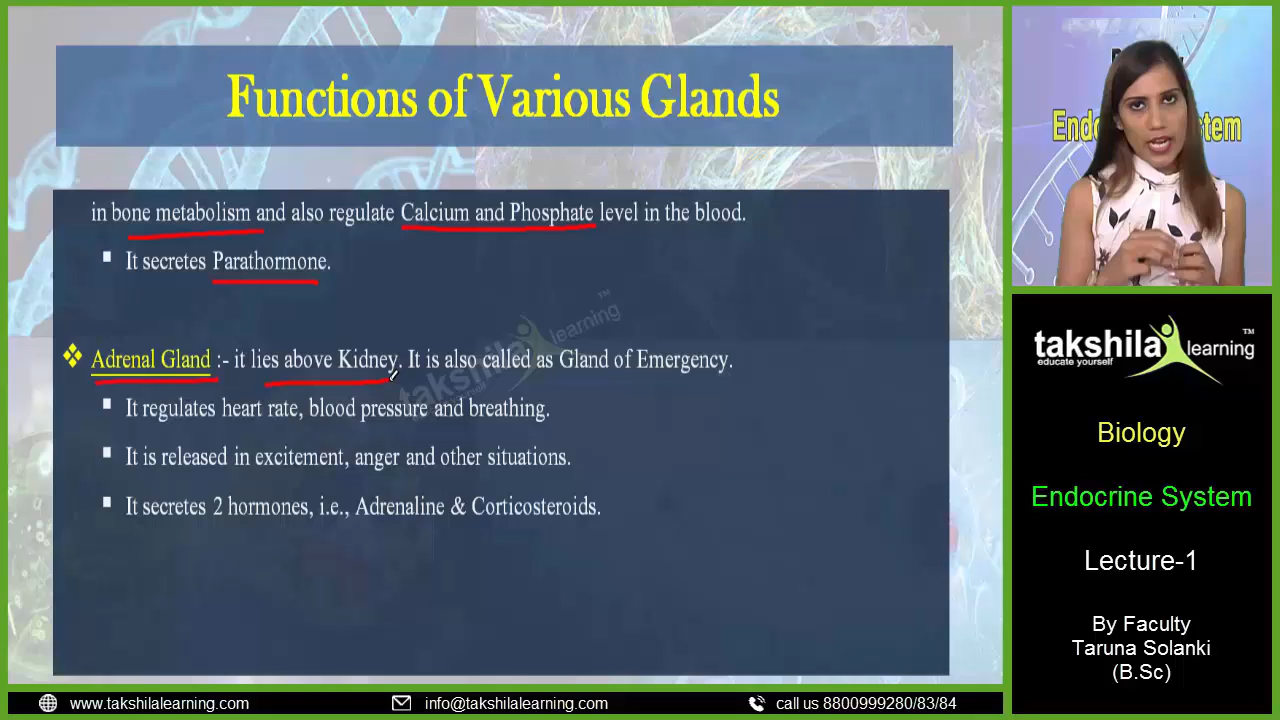 Functions of Various Glands
in bone metabolism and also regulate Calcium and Phosphate level in the blood.
▪ It secretes Parathormone.
❖ Adrenal Gland :- it lies above Kidney. It is also called as Gland of Emergency.
▪ It regulates heart rate, blood pressure and breathing.
▪ It is released in excitement, anger and other situations.
▪ It secretes 2 hormones, i.e., Adrenaline & Corticosteroids.
takshila learning ™
takshila learning ™
educate yourself
Biology
Endocrine System
Lecture-1
By Faculty
Taruna Solanki
(B.Sc)
www.takshilalearning.com
info@takshilalearning.com
call us 8800999280/83/84